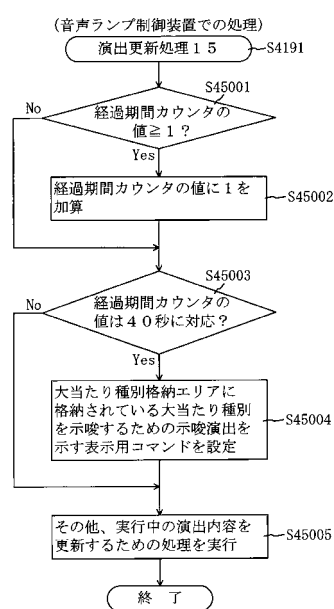 (音声ランプ制御装置での処理)
演出更新処理15
S4191
S45001
No
経過期間カウンタの
値≧1?
Yes
経過期間カウンタの値に1を
加算
S45002
S45003
No
経過期間カウンタの
値は40秒に対応?
Yes
大当たり種別格納エリアに
格納されている大当たり種別
を示唆するための示唆演出を
示す表示用コマンドを設定
S45004
その他、実行中の演出内容を
更新するための処理を実行
S45005
終 了